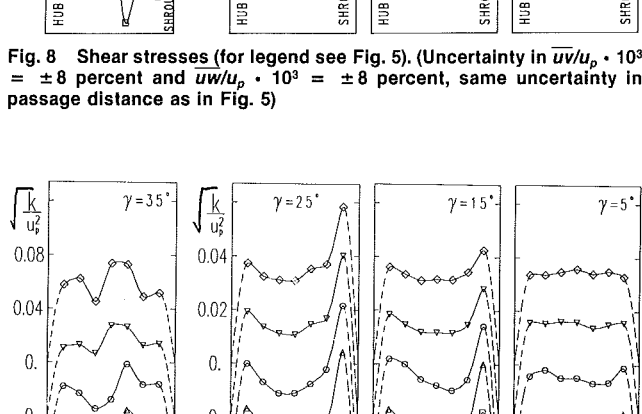 HUB SHROU HUB SHR HUB SHR HUB SHR
Fig. 8 Shear stresses (for legend see Fig. 5). (Uncertainty in uv/uₚ • 10³
= ±8 percent and uw/uₚ • 10³ = ±8 percent, same uncertainty in
passage distance as in Fig. 5)
√k/u²ₚ γ=35° √k/u²ₚ γ=25° γ=15° γ=5°
0.08 0.04
0.04 0.02
0. 0.